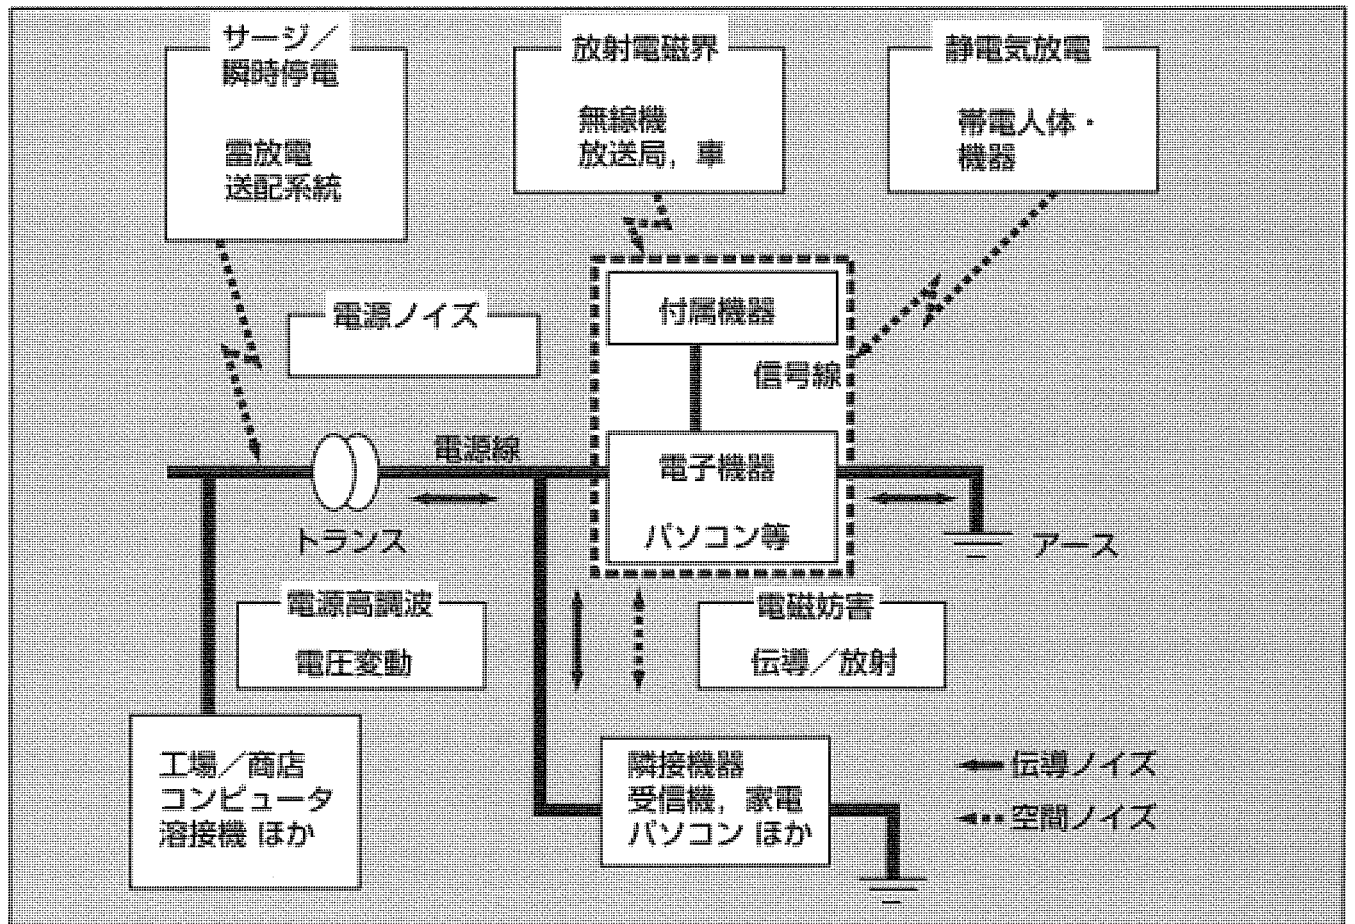 サージ／
瞬時停電
雷放電
送配系統
放射電磁界
無線機
放送局，車
静電気放電
帯電人体・
機器
電源ノイズ
付属機器
信号線
電源線
電子機器
パソコン等
トランス
アース
電源高調波
電圧変動
電磁妨害
伝導／放射
工場／商店
コンピュータ
溶接機 ほか
隣接機器
受信機，家電
パソコン ほか
伝導ノイズ
空間ノイズ